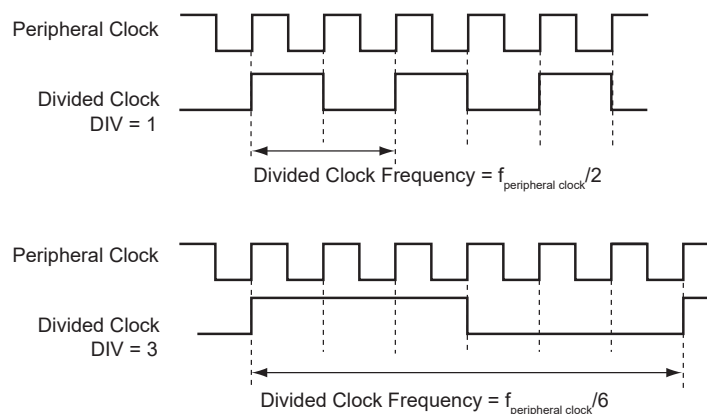 Peripheral Clock
Divided Clock
DIV = 1
Divided Clock Frequency = fperipheral clock/2
Peripheral Clock
Divided Clock
DIV = 3
Divided Clock Frequency = fperipheral clock/6